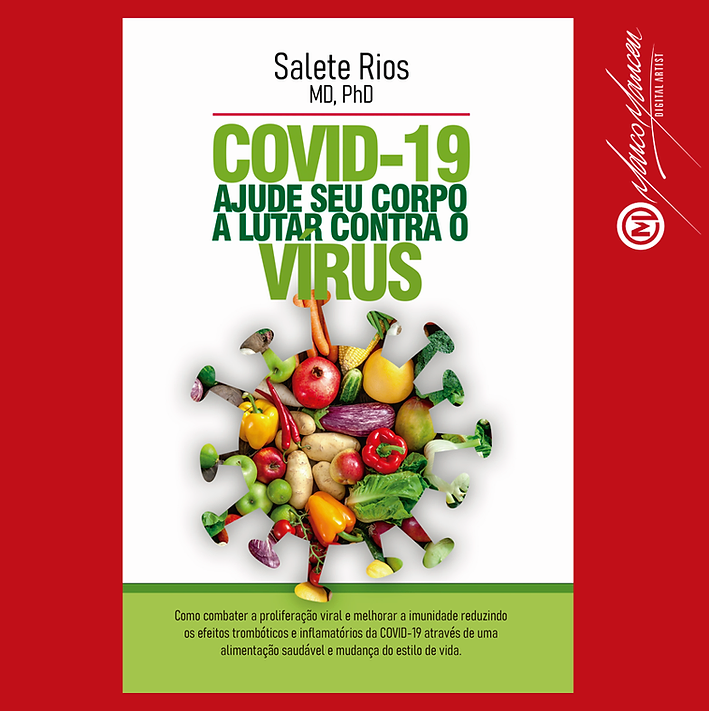 Salete Rios
MD, PhD
COVID-19
AJUDE SEU CORPO
A LUTAR CONTRA O
VÍRUS
Como combater a proliferação viral e melhorar a imunidade reduzindo
os efeitos trombóticos e inflamatórios da COVID-19 através de uma
alimentação saudável e mudança do estilo de vida.
DIGITAL ARTIST